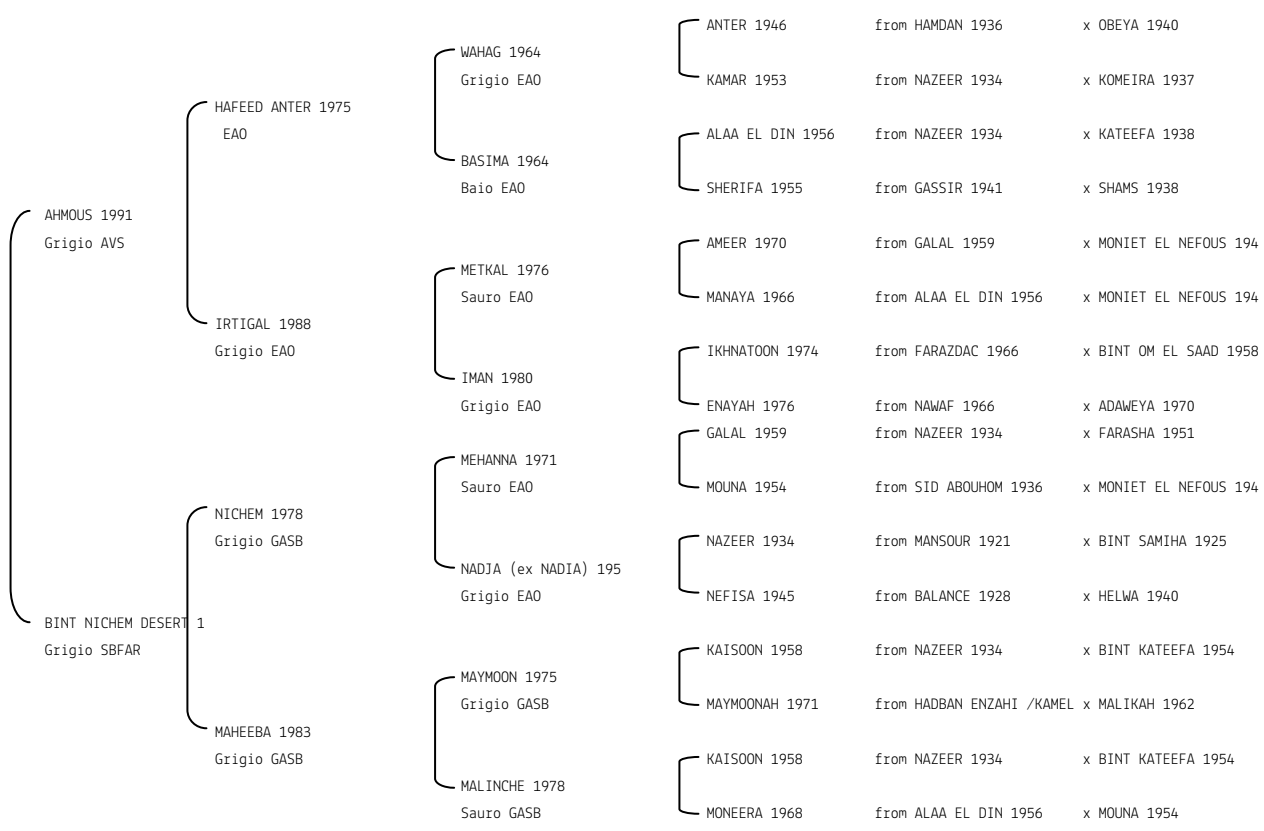 ANTER 1946 from HAMDAN 1936 x OBEYA 1940
WAHAG 1964
Grigio EAO KAMAR 1953 from NAZEER 1934 x KOMEIRA 1937
HAFEED ANTER 1975
EAO ALAA EL DIN 1956 from NAZEER 1934 x KATEEFA 1938
BASIMA 1964
Baio EAO SHERIFA 1955 from GASSIR 1941 x SHAMS 1938
AHMOUS 1991
Grigio AVS AMEER 1970 from GALAL 1959 x MONIET EL NEFOUS 194
METKAL 1976
Sauro EAO MANAYA 1966 from ALAA EL DIN 1956 x MONIET EL NEFOUS 194
IRTIGAL 1988
Grigio EAO IKHNATOON 1974 from FARAZDAC 1966 x BINT OM EL SAAD 1958
IMAN 1980
Grigio EAO ENAYAH 1976 from NAWAF 1966 x ADAWEYA 1970
GALAL 1959 from NAZEER 1934 x FARASHA 1951
MEHANNA 1971
Sauro EAO MOUNA 1954 from SID ABOUHOM 1936 x MONIET EL NEFOUS 194
NICHEM 1978
Grigio GASB NAZEER 1934 from MANSOUR 1921 x BINT SAMIHA 1925
NADJA (ex NADIA) 195
Grigio EAO NEFISA 1945 from BALANCE 1928 x HELWA 1940
BINT NICHEM DESERT 1
Grigio SBFAR KAISOON 1958 from NAZEER 1934 x BINT KATEEFA 1954
MAYMOON 1975
Grigio GASB MAYMOONAH 1971 from HADBAN ENZAHI /KAMEL x MALIKAH 1962
MAHEEBA 1983
Grigio GASB KAISOON 1958 from NAZEER 1934 x BINT KATEEFA 1954
MALINCHE 1978
Sauro GASB MONEERA 1968 from ALAA EL DIN 1956 x MOUNA 1954